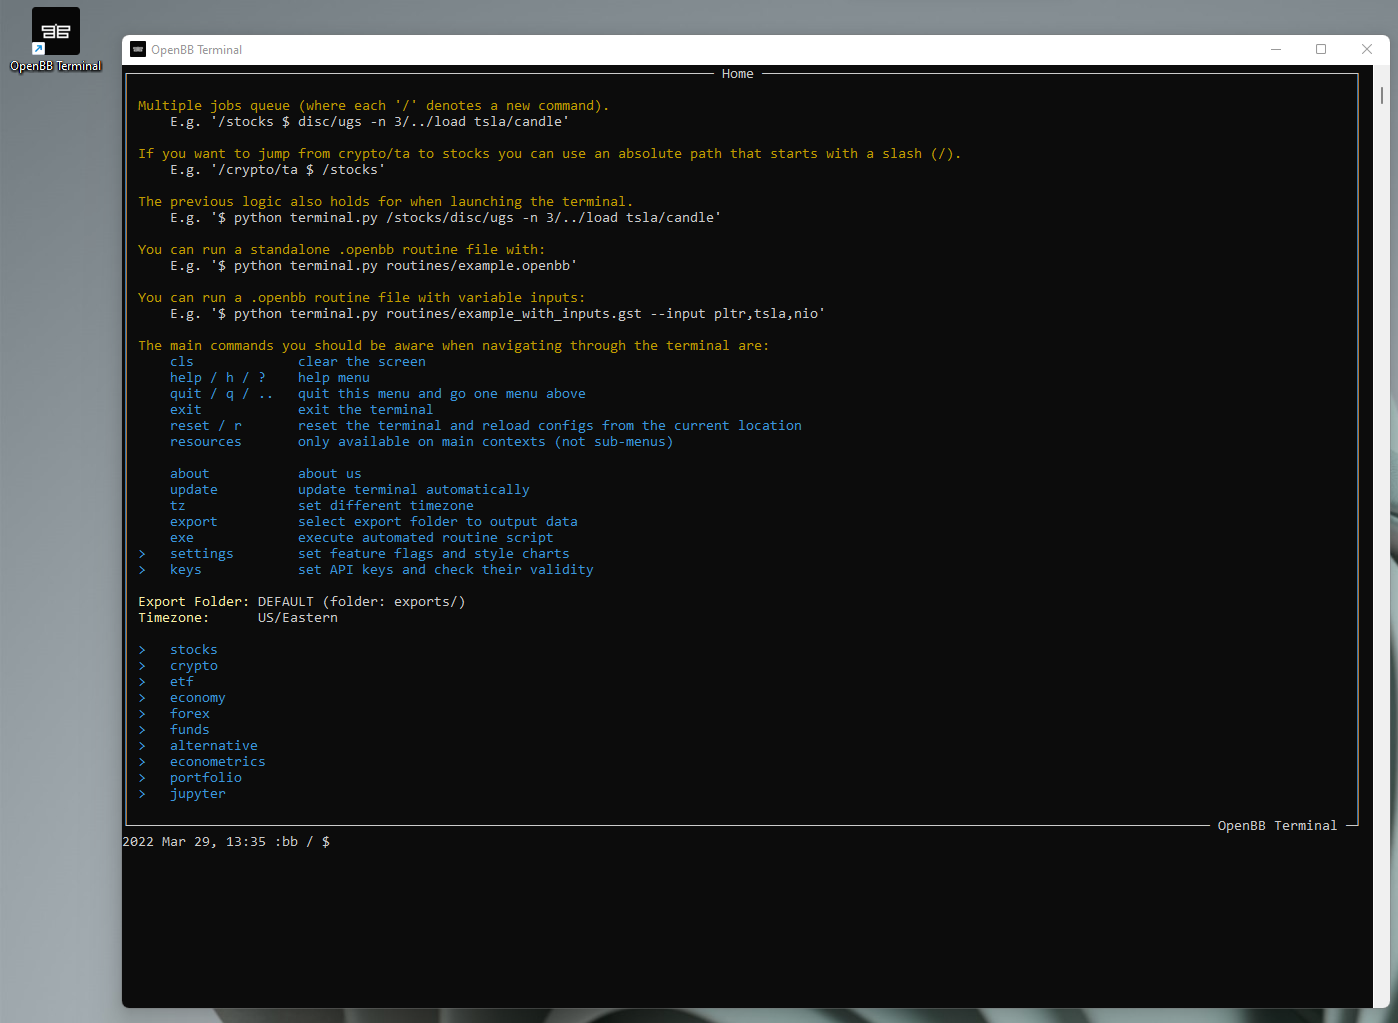 OpenBB Terminal
OpenBB Terminal
Home
Multiple jobs queue (where each '/' denotes a new command).
E.g. '/stocks $ disc/ugs -n 3/../load tsla/candle'
If you want to jump from crypto/ta to stocks you can use an absolute path that starts with a slash (/).
E.g. '/crypto/ta $ /stocks'
The previous logic also holds for when launching the terminal.
E.g. '$ python terminal.py /stocks/disc/ugs -n 3/../load tsla/candle'
You can run a standalone .openbb routine file with:
E.g. '$ python terminal.py routines/example.openbb'
You can run a .openbb routine file with variable inputs:
E.g. '$ python terminal.py routines/example_with_inputs.gst --input pltr,tsla,nio'
The main commands you should be aware when navigating through the terminal are:
cls clear the screen
help / h / ? help menu
quit / q / .. quit this menu and go one menu above
exit exit the terminal
reset / r reset the terminal and reload configs from the current location
resources only available on main contexts (not sub-menus)
about about us
update update terminal automatically
tz set different timezone
export select export folder to output data
exe execute automated routine script
> settings set feature flags and style charts
> keys set API keys and check their validity
Export Folder: DEFAULT (folder: exports/)
Timezone: US/Eastern
> stocks
> crypto
> etf
> economy
> forex
> funds
> alternative
> econometrics
> portfolio
> jupyter
OpenBB Terminal
2022 Mar 29, 13:35 :bb / $